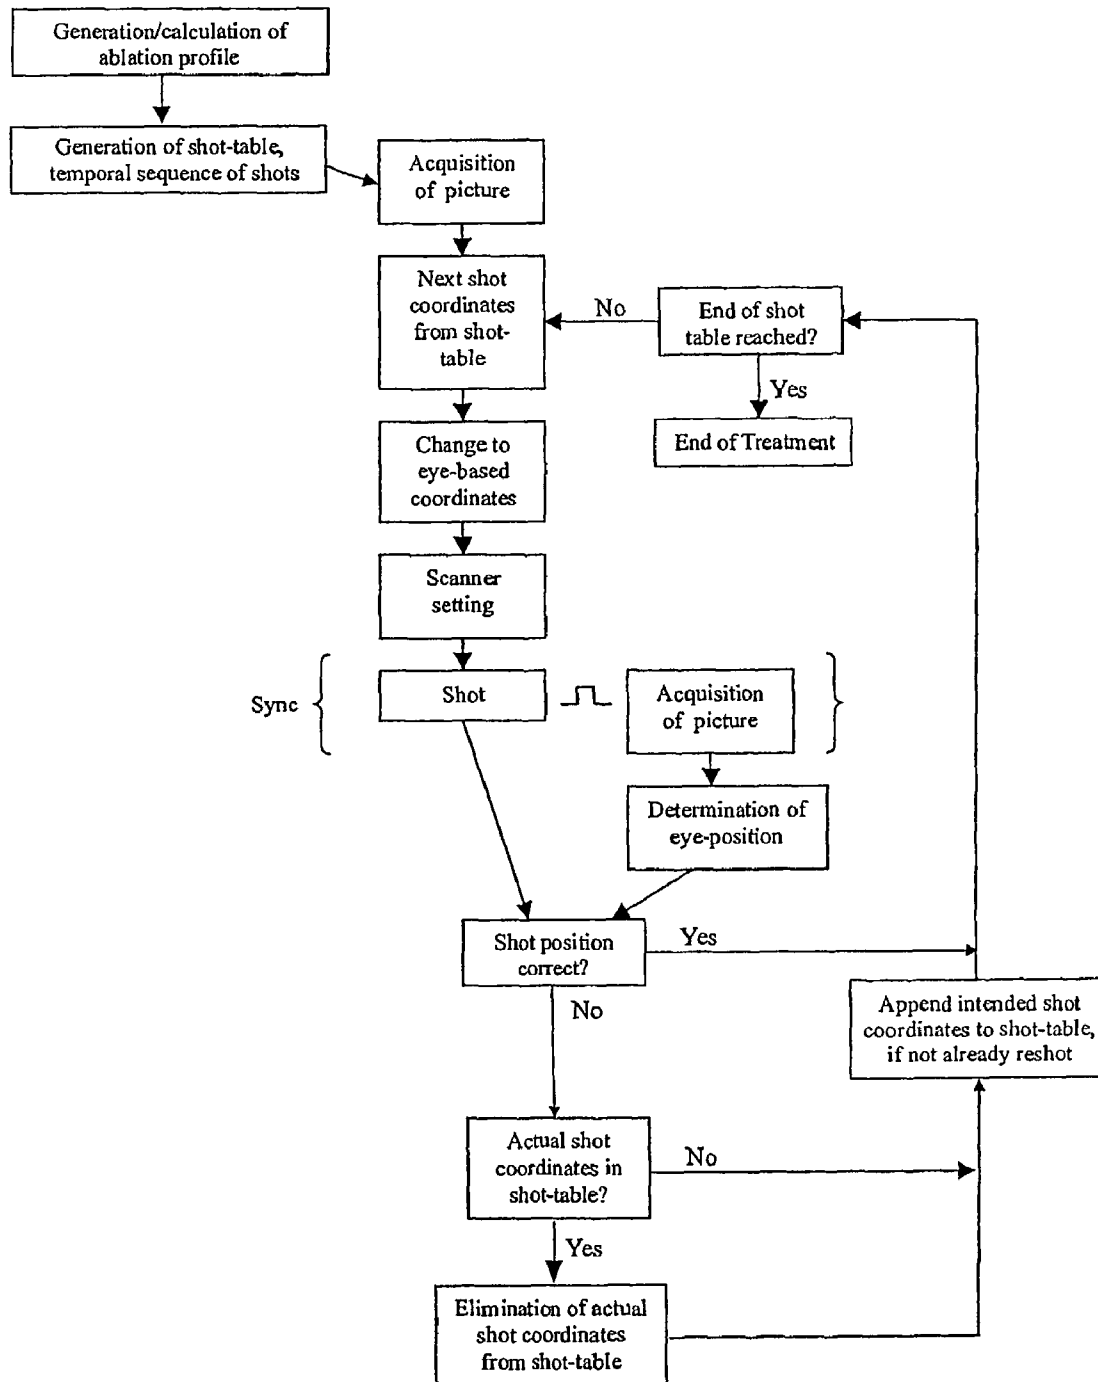 Generation/calculation of
ablation profile
Generation of shot-table,
temporal sequence of shots
Acquisition
of picture
Next shot
coordinates
from shot-
table
No
End of shot
table reached?
Yes
End of Treatment
Change to
eye-based
coordinates
Scanner
setting
Sync
Shot
Acquisition
of picture
Determination of
eye-position
Shot position
correct?
Yes
No
Append intended shot
coordinates to shot-table,
if not already reshot
Actual shot
coordinates in
shot-table?
No
Yes
Elimination of actual
shot coordinates
from shot-table